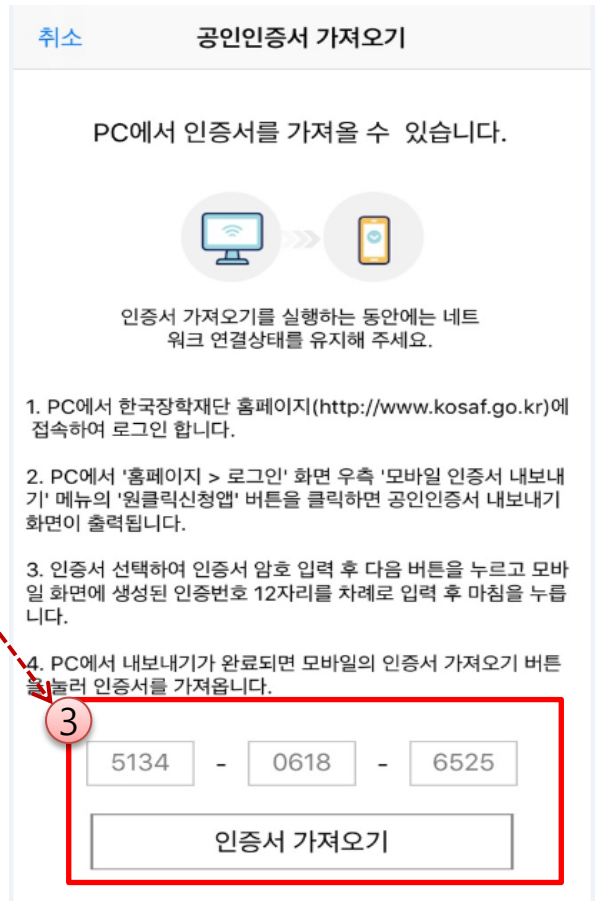 취소 공인인증서 가져오기
PC에서 인증서를 가져올 수 있습니다.
인증서 가져오기를 실행하는 동안에는 네트
워크 연결상태를 유지해 주세요.
1. PC에서 한국장학재단 홈페이지(http://www.kosaf.go.kr)에
접속하여 로그인 합니다.
2. PC에서 '홈페이지 > 로그인' 화면 우측 '모바일 인증서 내보내
기' 메뉴의 '원클릭신청앱' 버튼을 클릭하면 공인인증서 내보내기
화면이 출력됩니다.
3. 인증서 선택하여 인증서 암호 입력 후 다음 버튼을 누르고 모바
일 화면에 생성된 인증번호 12자리를 차례로 입력 후 마침을 누릅
니다.
4. PC에서 내보내기가 완료되면 모바일의 인증서 가져오기 버튼
을 눌러 인증서를 가져옵니다.
3
5134 - 0618 - 6525
인증서 가져오기